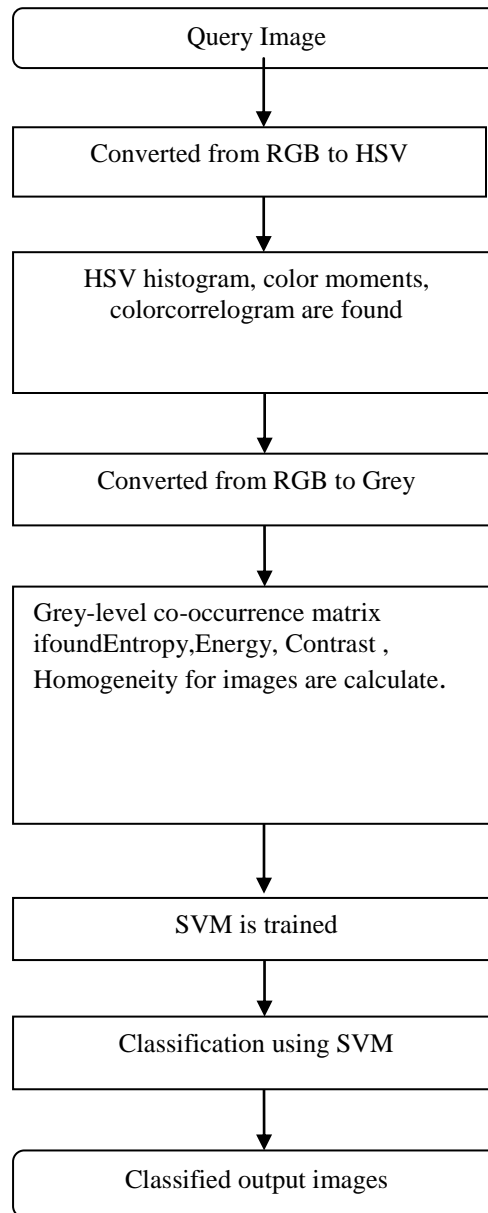 Query Image
Converted from RGB to HSV
HSV histogram, color moments,
colorcorrelogram are found
Converted from RGB to Grey
Grey-level co-occurrence matrix
ifoundEntropy,Energy, Contrast ,
Homogeneity for images are calculate.
SVM is trained
Classification using SVM
Classified output images